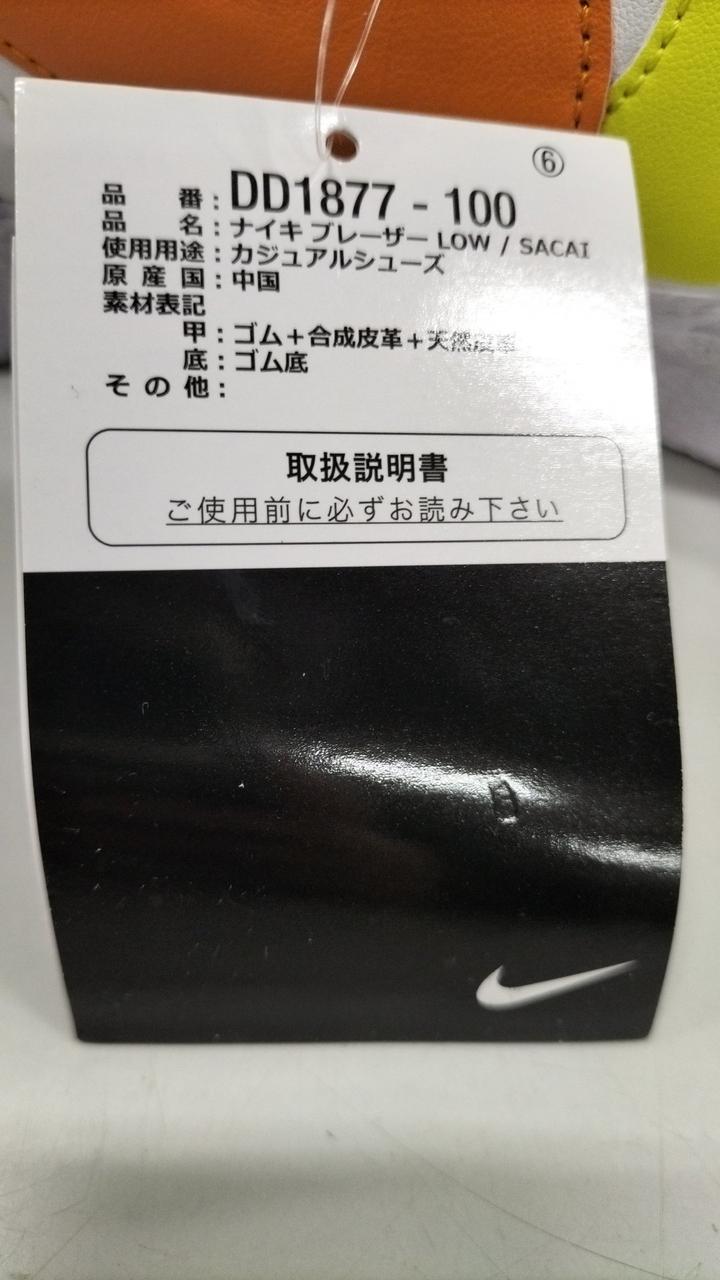 ⑥
品番:DD1877-100
品名:ナイキ ブレーザー LOW / SACAI
使用用途:カジュアルシューズ
原産国:中国
素材表記
甲:ゴム+合成皮革+天然皮革
底:ゴム底
その他:
取扱説明書
ご使用前に必ずお読み下さい